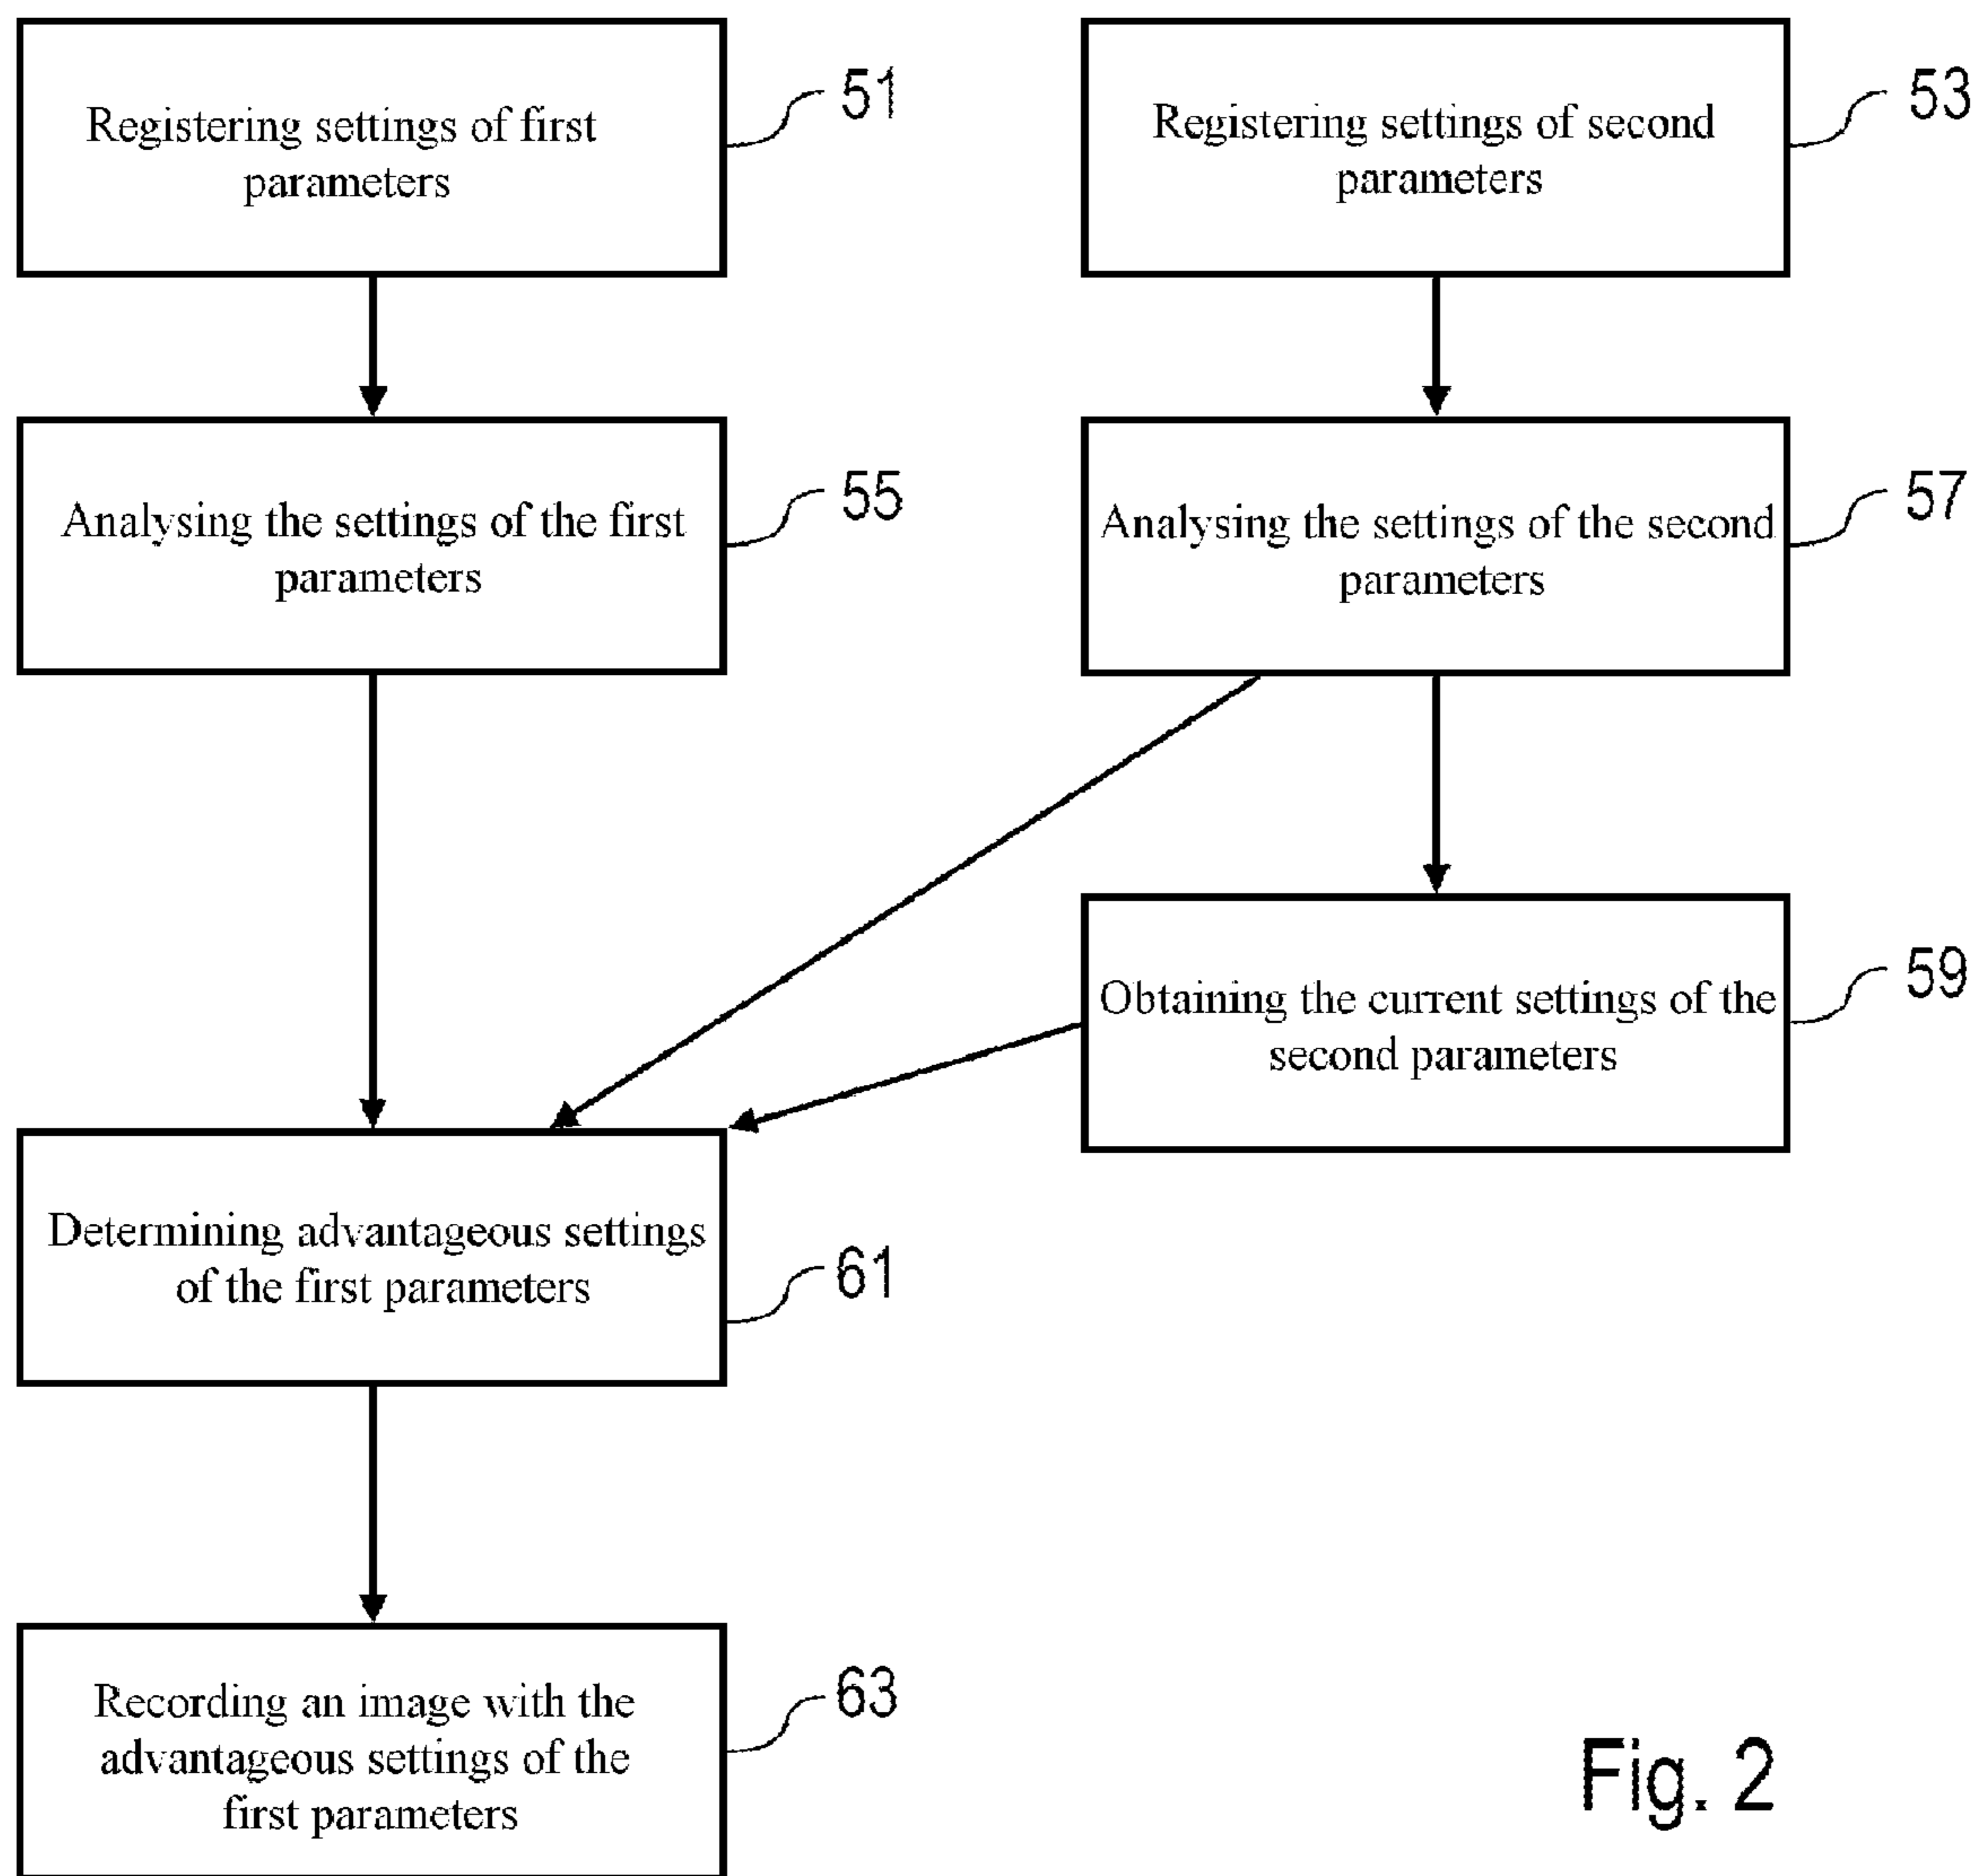 Registering settings of first
parameters
51
Registering settings of second
parameters
53
Analysing the settings of the first
parameters
55
Analysing the settings of the second
parameters
57
Obtaining the current settings of the
second parameters
59
Determining advantageous settings
of the first parameters
61
Recording an image with the
advantageous settings of the
first parameters
63
Fig. 2